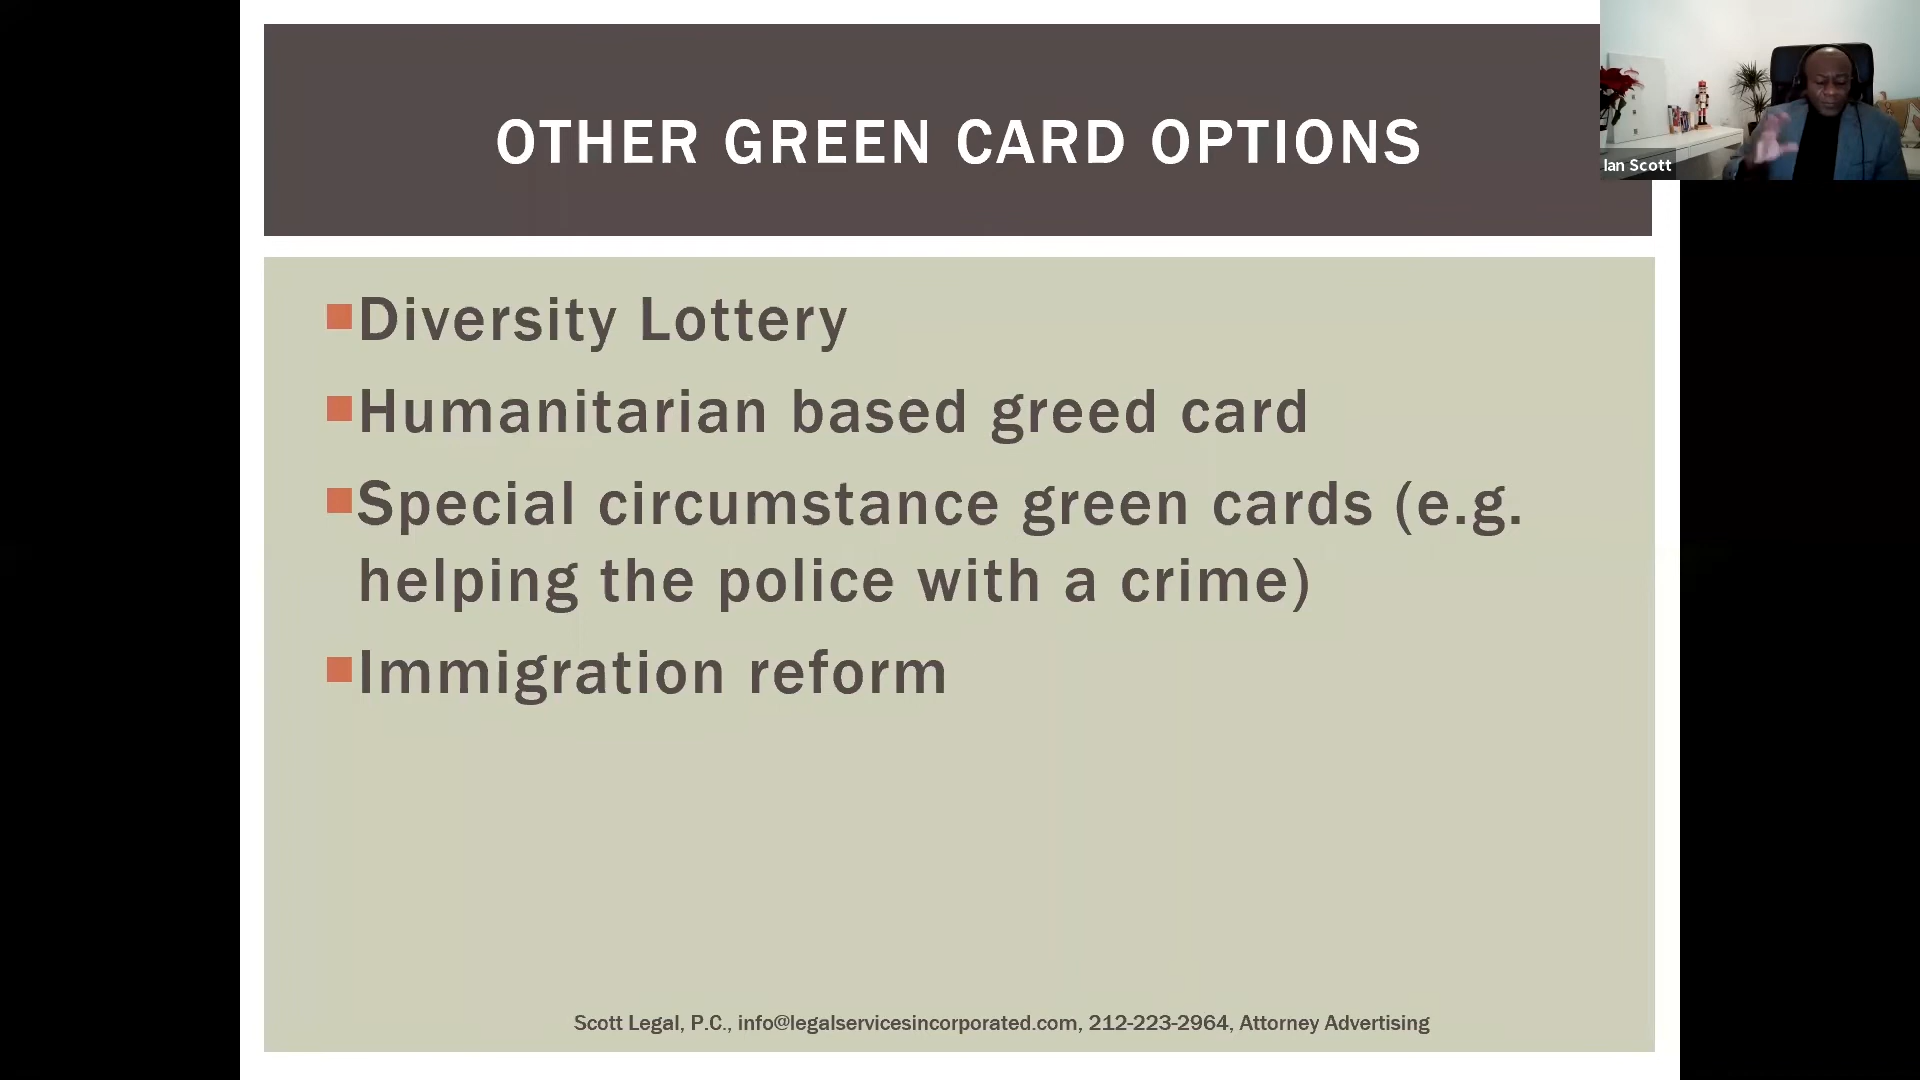 OTHER GREEN CARD OPTIONS
Ian Scott
Diversity Lottery
Humanitarian based greed card
Special circumstance green cards (e.g.
helping the police with a crime)
Immigration reform
Scott Legal, P.C., info@legalservicesincorporated.com, 212-223-2964, Attorney Advertising